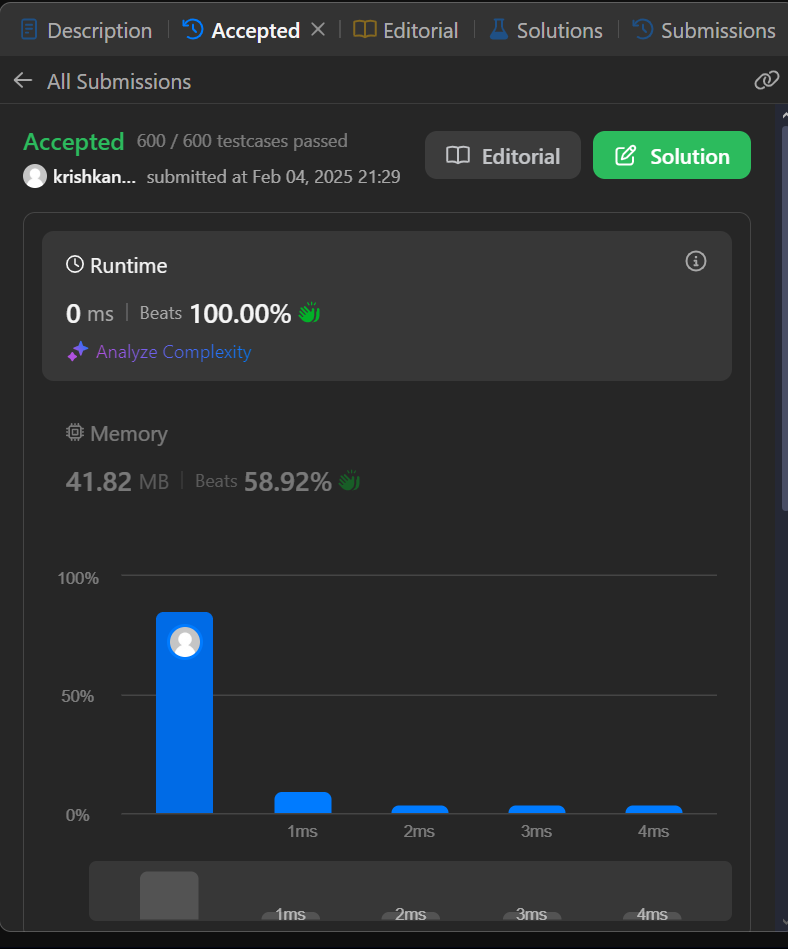 Description Accepted Editorial Solutions Submissions
All Submissions
Accepted 600 / 600 testcases passed
krishkan... submitted at Feb 04, 2025 21:29
Editorial Solution
Runtime
0 ms Beats 100.00%
Analyze Complexity
Memory
41.82 MB Beats 58.92%
100%
50%
0%
1ms 2ms 3ms 4ms
1ms 2ms 3ms 4ms